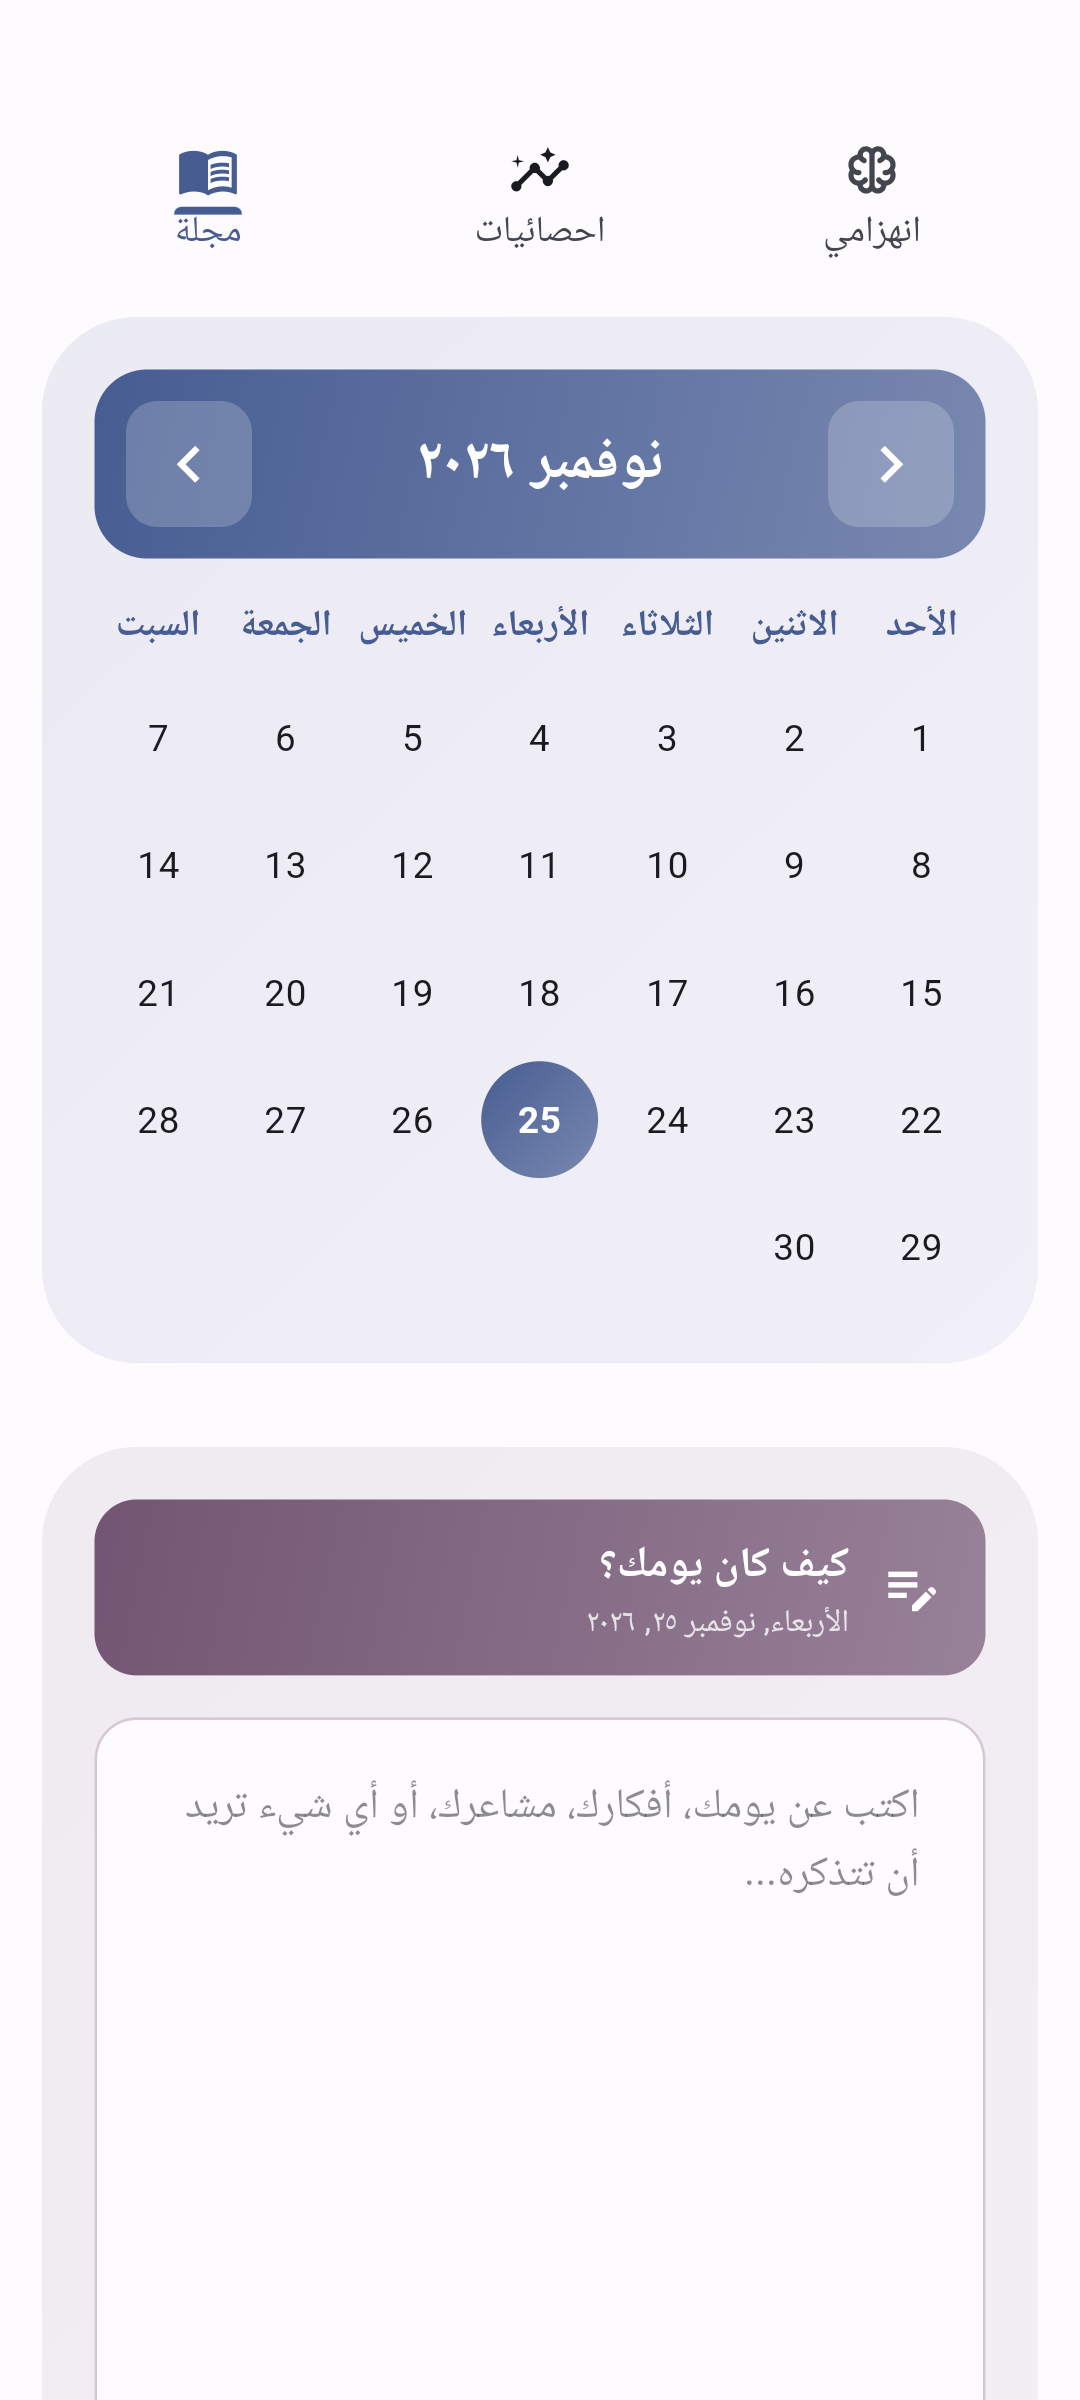 انهزامي
احصائيات
مجلة
نوفمبر ٢٠٢٦
الأحد الاثنين الثلاثاء الأربعاء الخميس الجمعة السبت
1 2 3 4 5 6 7
8 9 10 11 12 13 14
15 16 17 18 19 20 21
22 23 24 25 26 27 28
29 30
كيف كان يومك؟
الأربعاء, نوفمبر ٢٥, ٢٠٢٦
اكتب عن يومك، أفكارك، مشاعرك، أو أي شيء تريد
أن تتذكره...